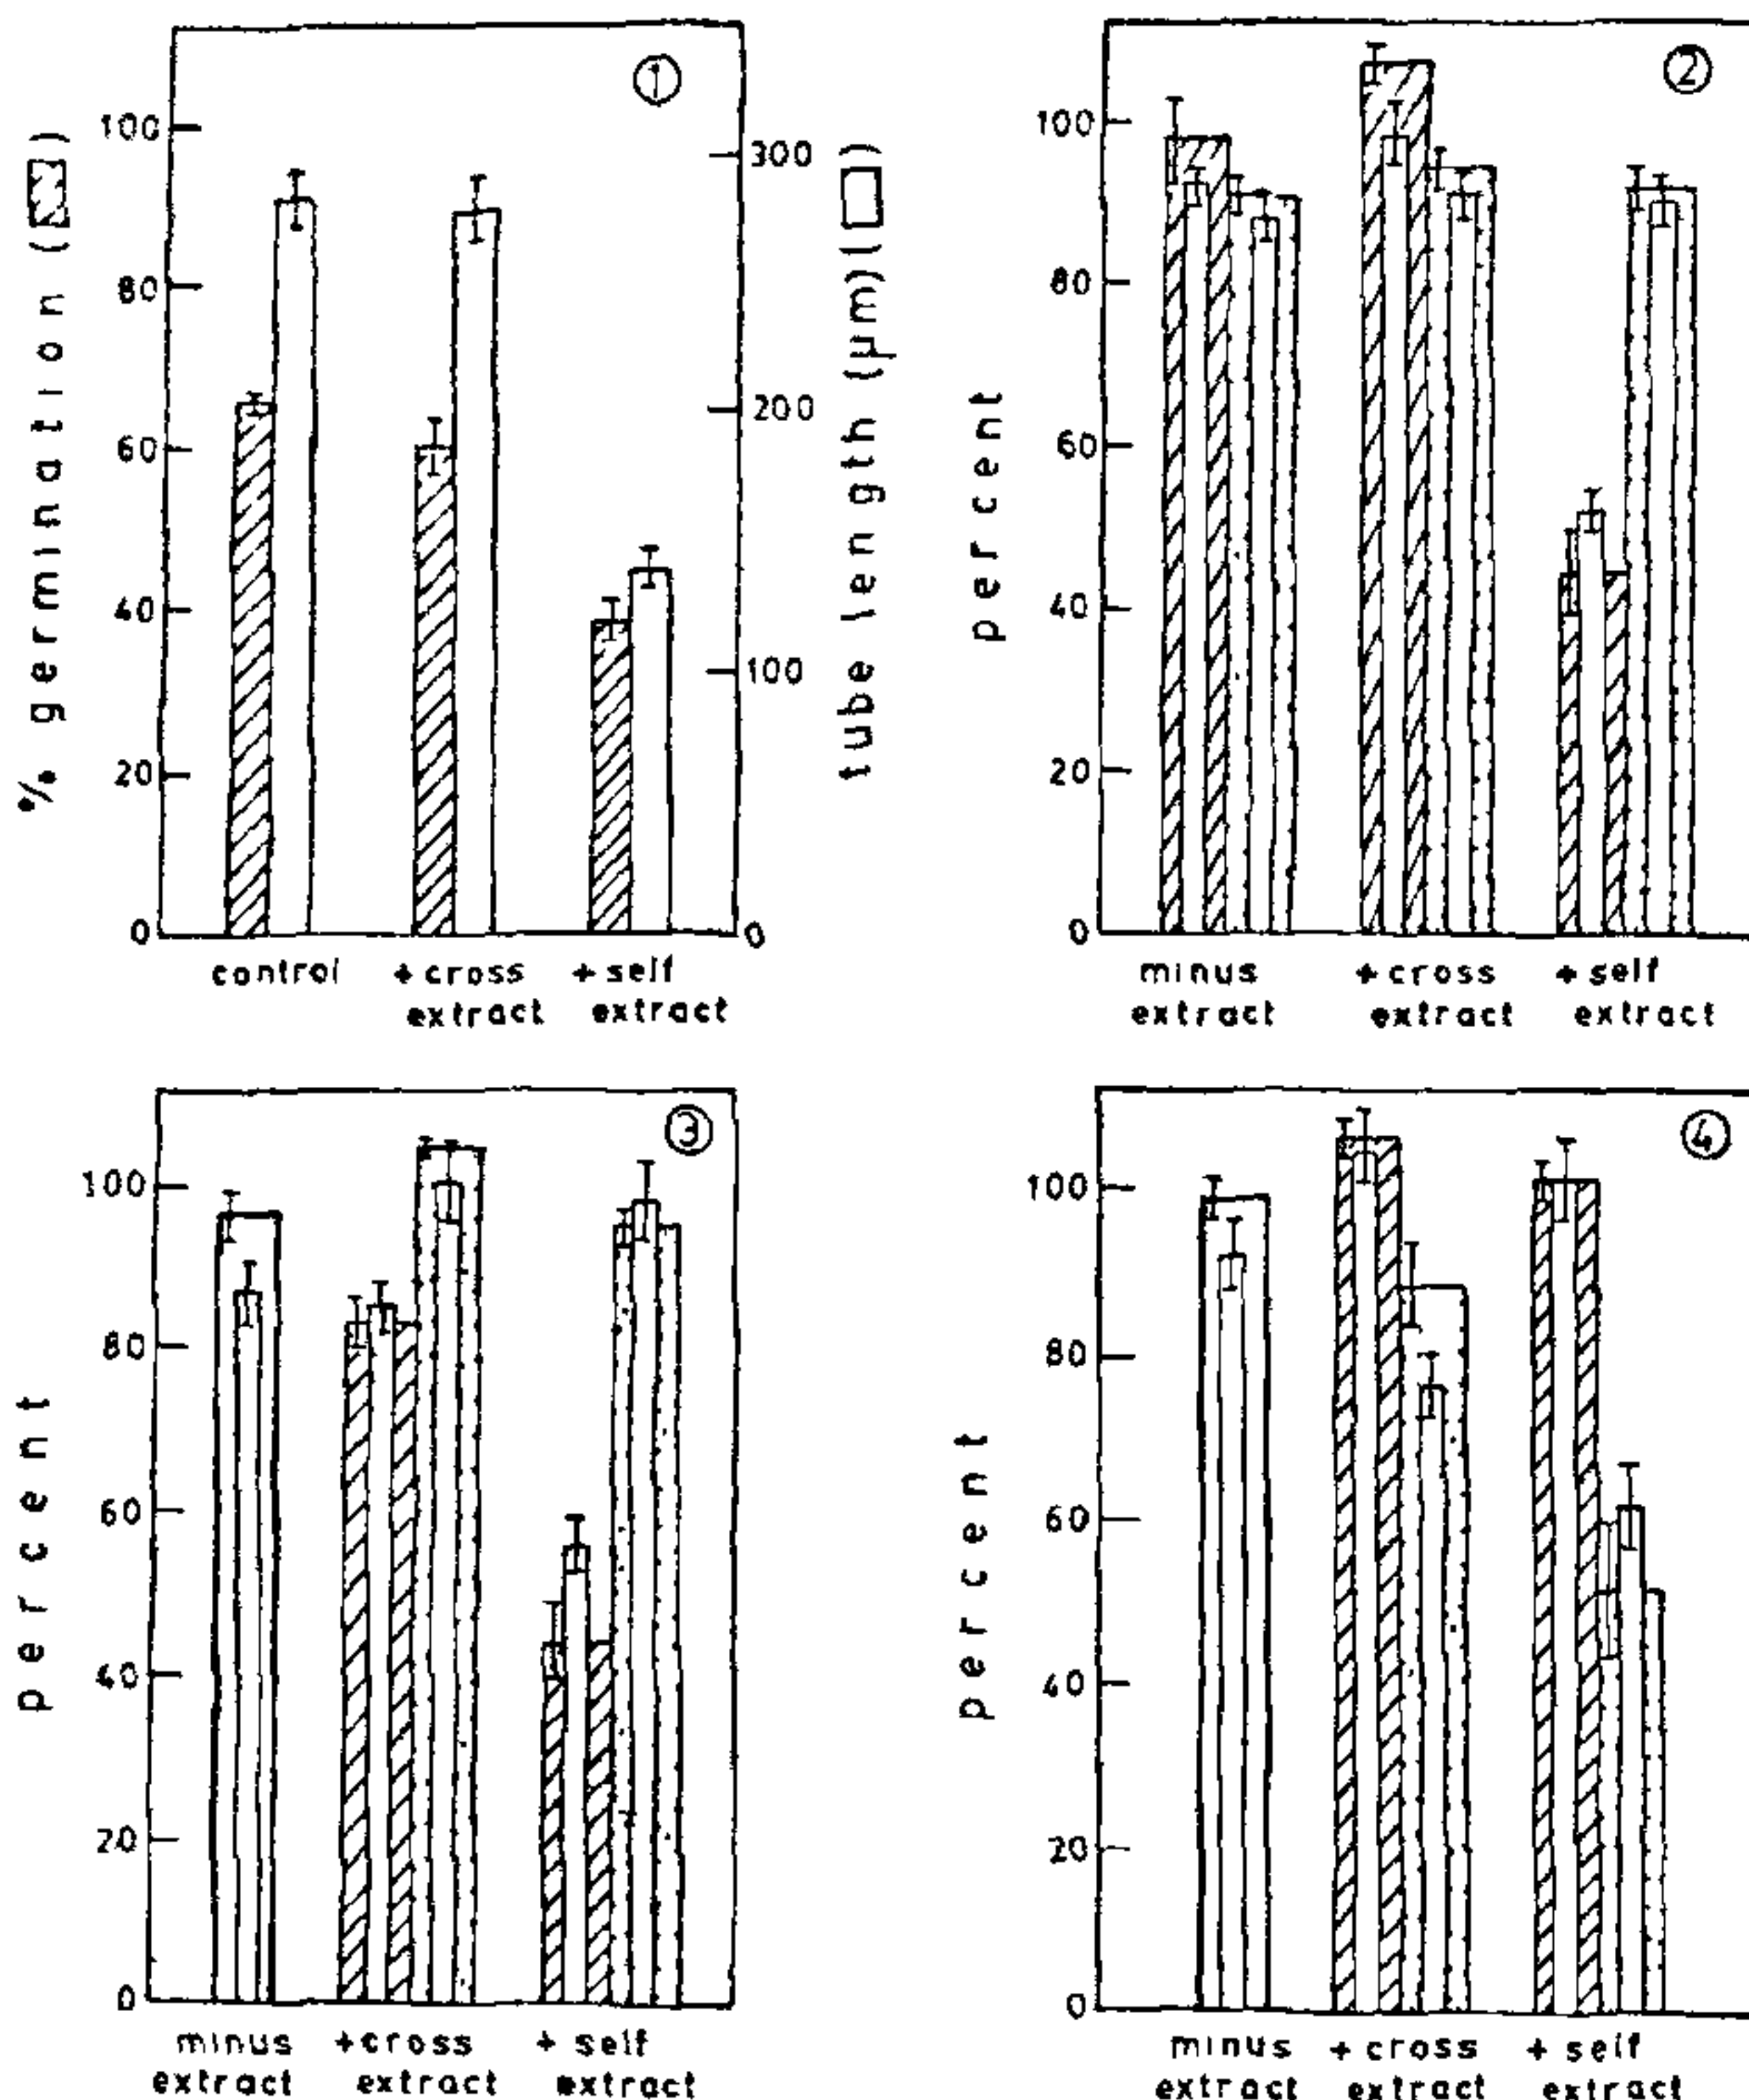 ①
% germination (▨)
100
80
60
40
20
0
300
200
100
0
tube length (µm) (□)
control
+ cross
extract
+ self
extract
②
percent
100
80
60
40
20
0
minus
extract
+ cross
extract
+ self
extract
③
percent
100
80
60
40
20
0
minus
extract
+ cross
extract
+ self
extract
④
percent
100
80
60
40
20
0
minus
extract
+ cross
extract
+ self
extract